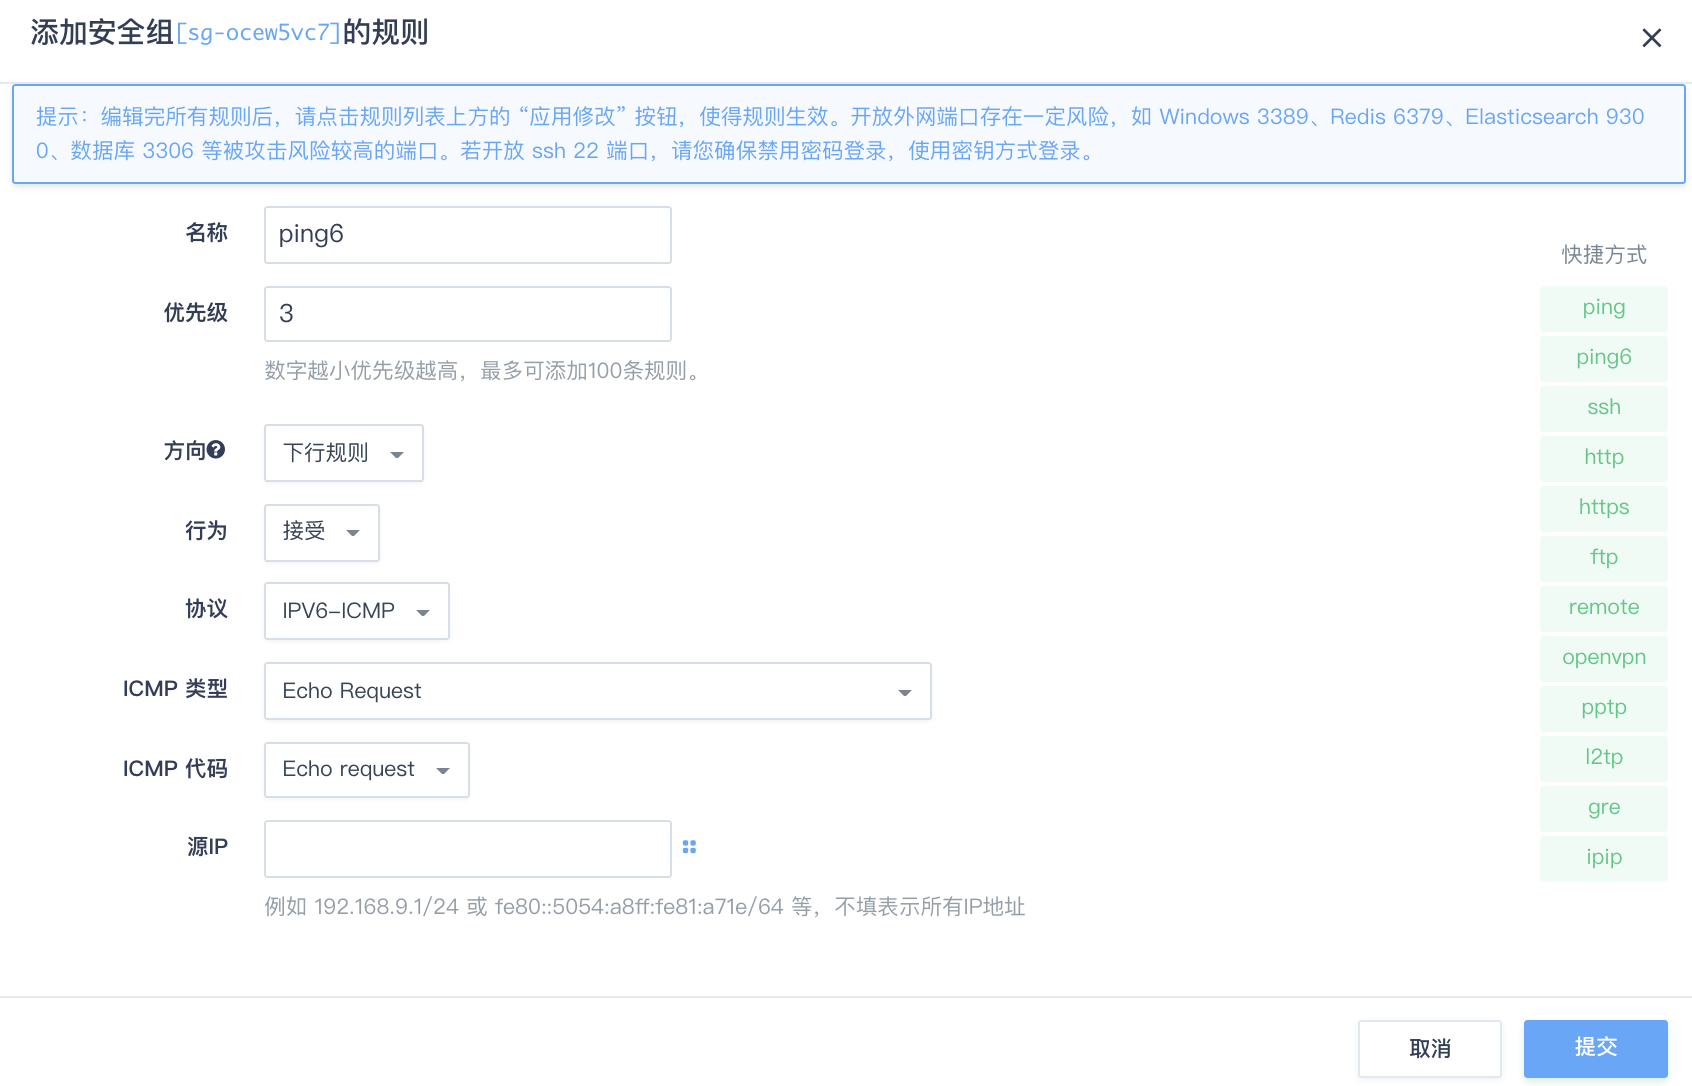 添加安全组[sg-ocew5vc7]的规则
提示：编辑完所有规则后，请点击规则列表上方的 “应用修改” 按钮，使得规则生效。开放外网端口存在一定风险，如 Windows 3389、Redis 6379、Elasticsearch 930
0、数据库 3306 等被攻击风险较高的端口。若开放 ssh 22 端口，请您确保禁用密码登录，使用密钥方式登录。
名称
ping6
优先级
3
数字越小优先级越高，最多可添加100条规则。
方向
下行规则
行为
接受
协议
IPV6-ICMP
ICMP 类型
Echo Request
ICMP 代码
Echo request
源IP
例如 192.168.9.1/24 或 fe80::5054:a8ff:fe81:a71e/64 等，不填表示所有IP地址
快捷方式
ping
ping6
ssh
http
https
ftp
remote
openvpn
pptp
l2tp
gre
ipip
取消
提交